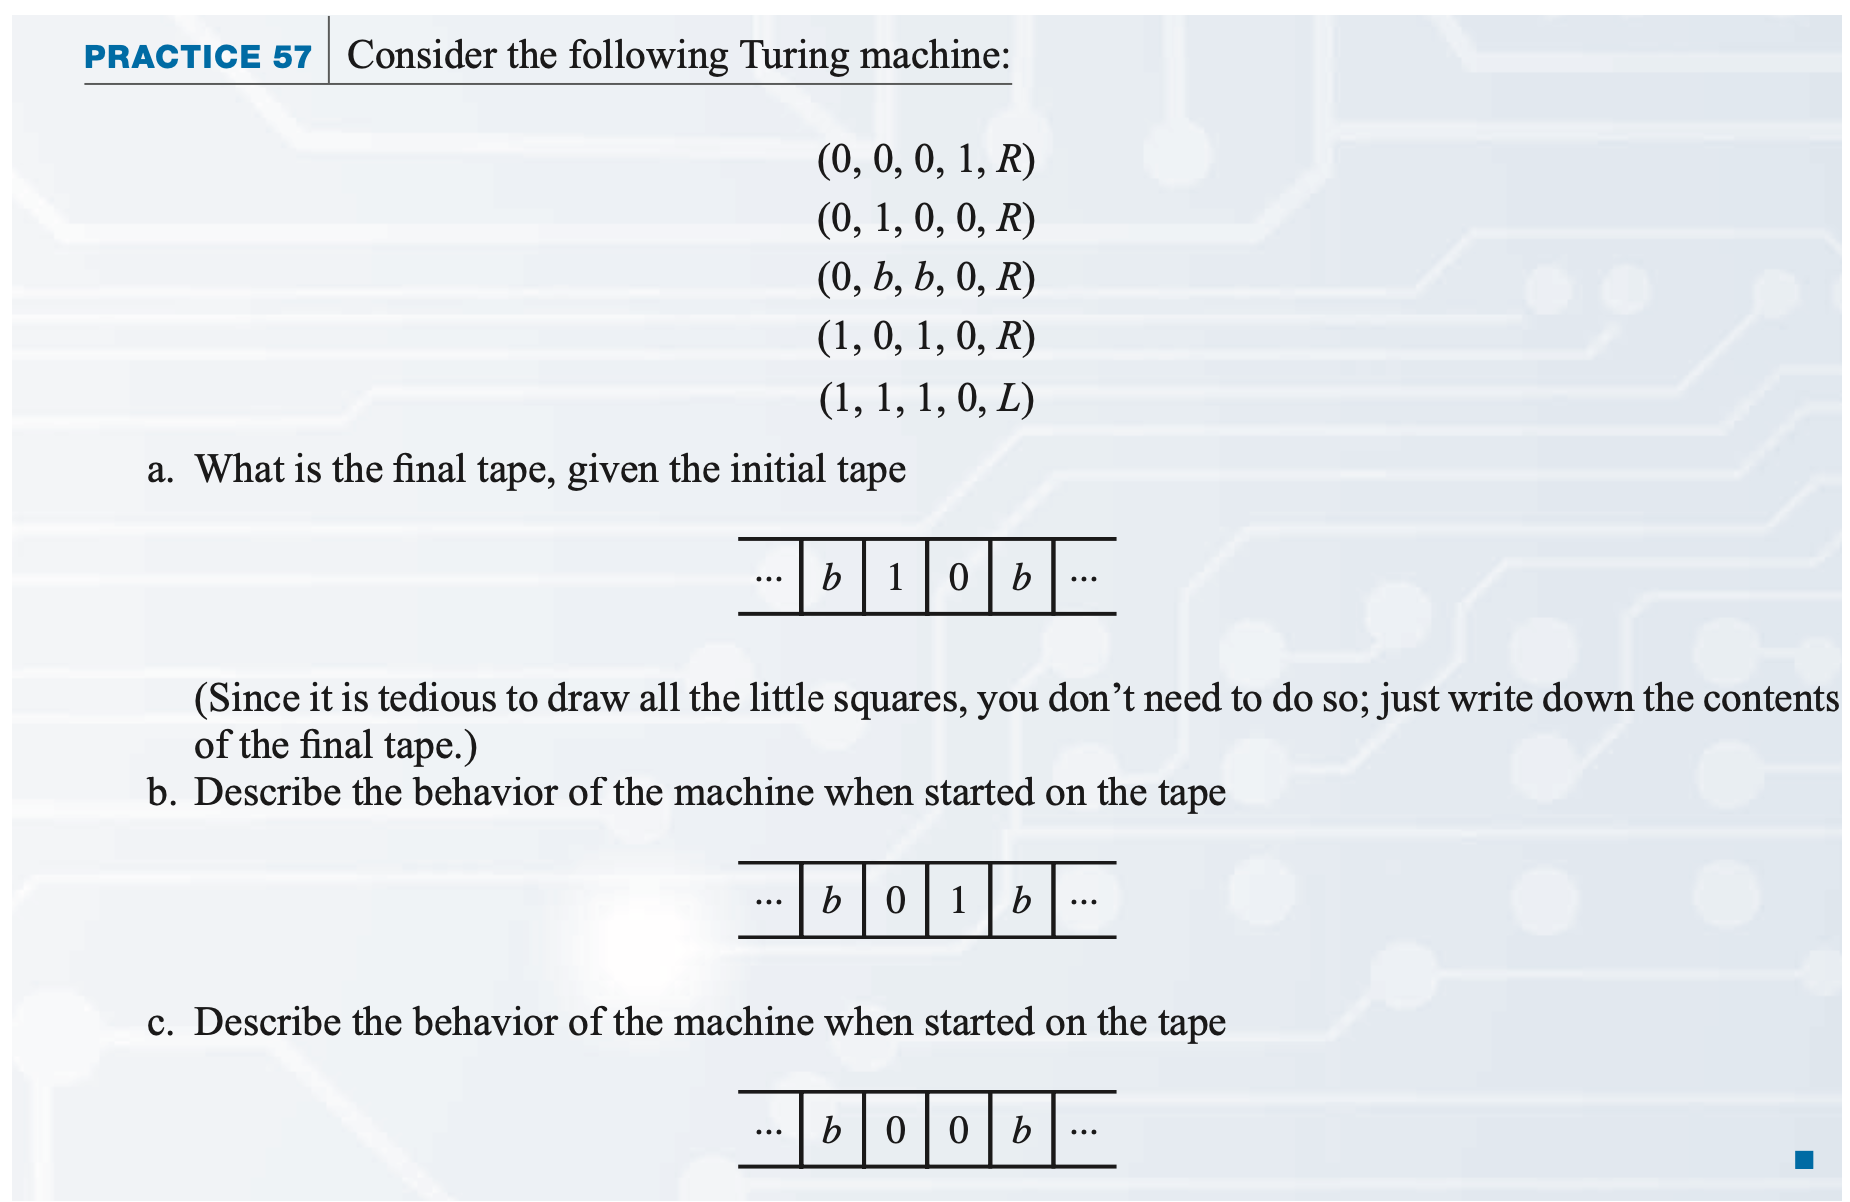 PRACTICE 57 Consider the following Turing machine:
(0, 0, 0, 1, R)
(0, 1, 0, 0, R)
(0, b, b, 0, R)
(1, 0, 1, 0, R)
(1, 1, 1, 0, L)
a. What is the final tape, given the initial tape
... b 1 0 b ...
(Since it is tedious to draw all the little squares, you don’t need to do so; just write down the contents
of the final tape.)
b. Describe the behavior of the machine when started on the tape
... b 0 1 b ...
c. Describe the behavior of the machine when started on the tape
... b 0 0 b ...